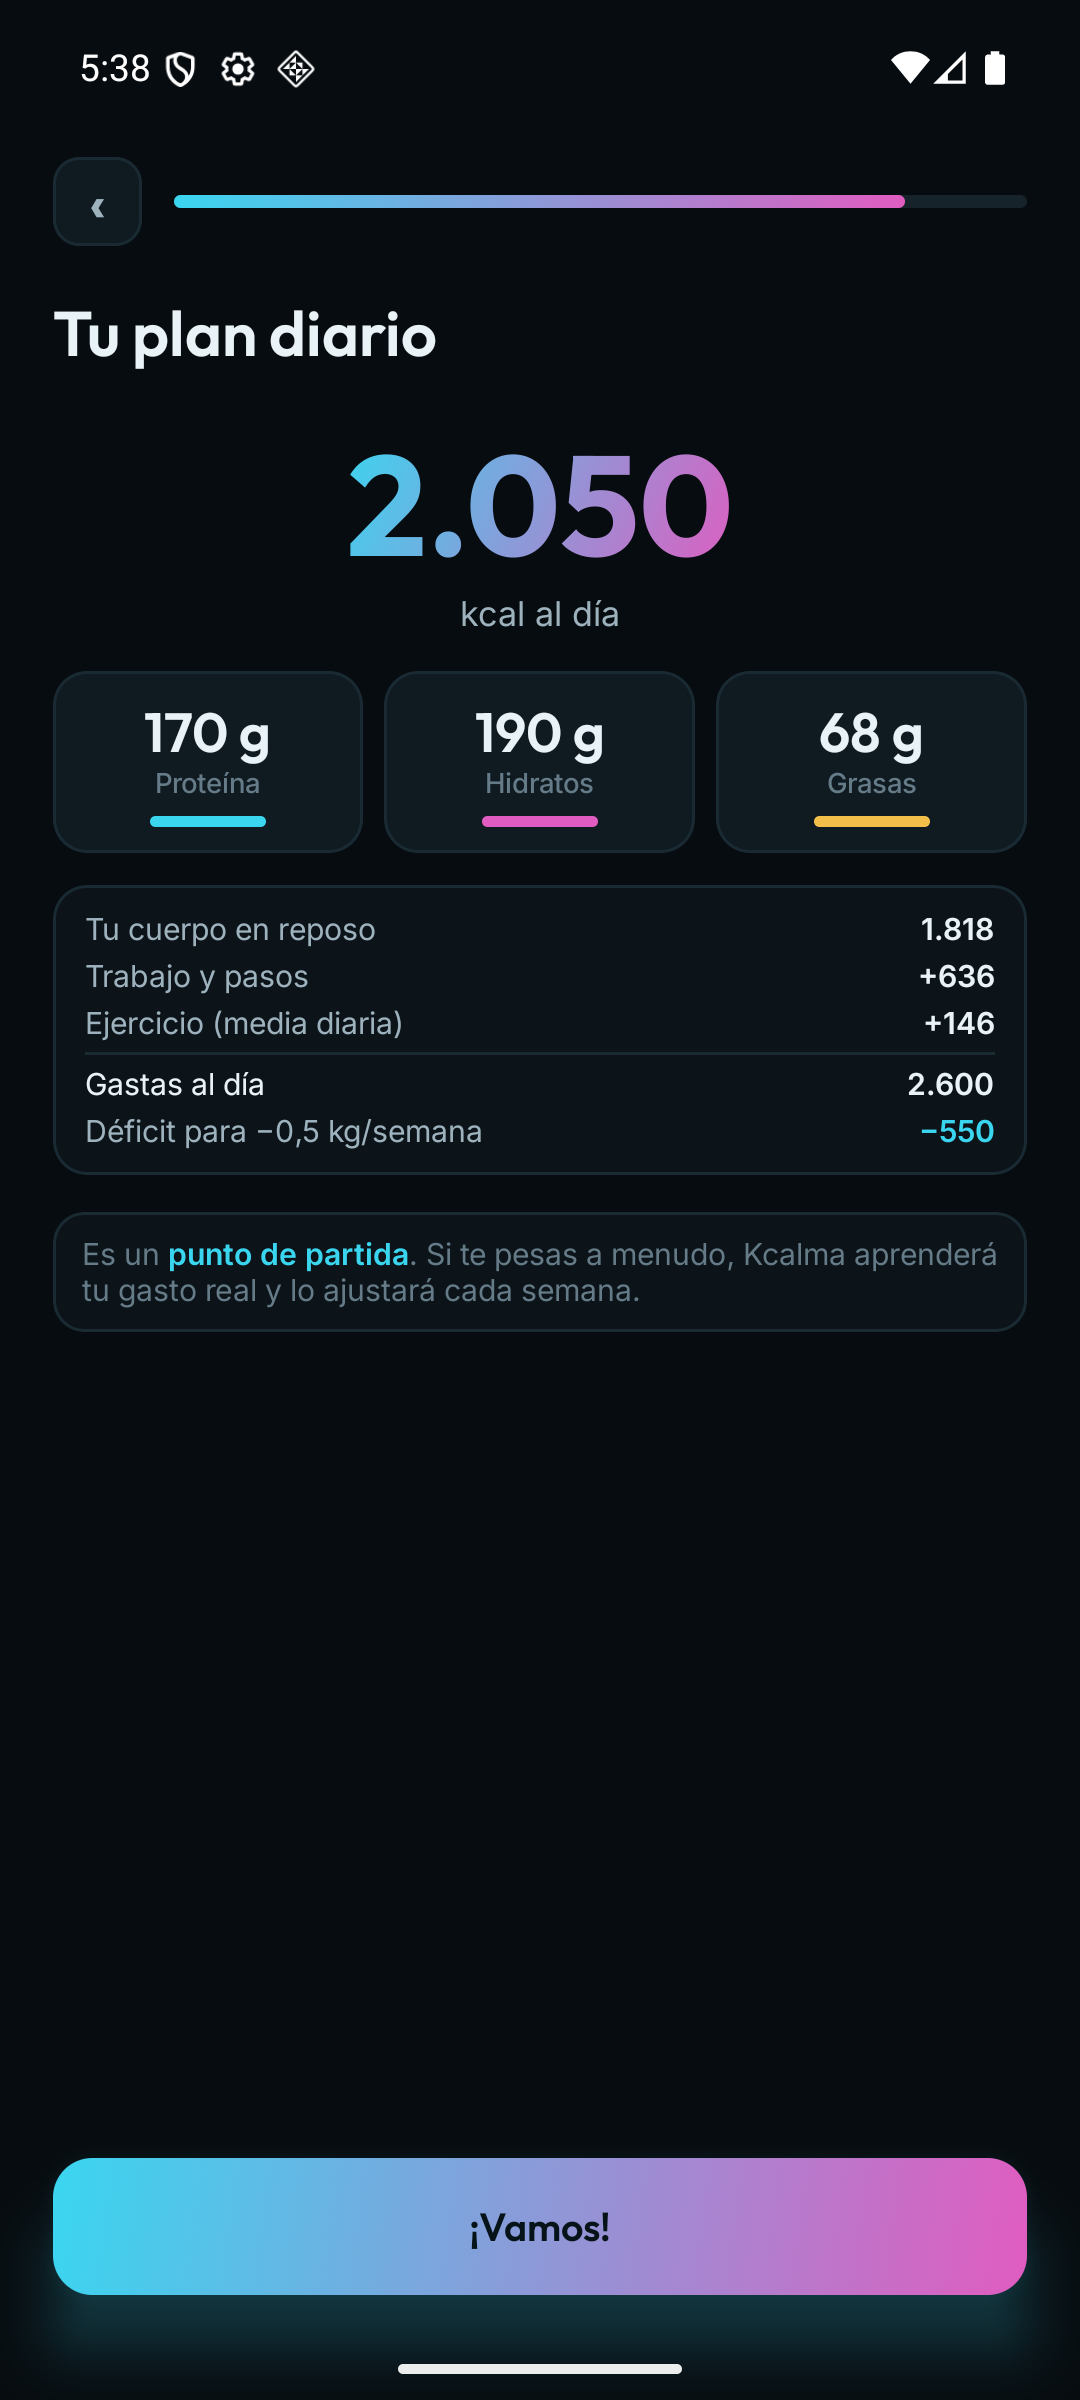 5:38
‹
Tu plan diario
2.050
kcal al día
170 g
Proteína
190 g
Hidratos
68 g
Grasas
Tu cuerpo en reposo 1.818
Trabajo y pasos +636
Ejercicio (media diaria) +146
Gastas al día 2.600
Déficit para −0,5 kg/semana −550
Es un punto de partida. Si te pesas a menudo, Kcalma aprenderá
tu gasto real y lo ajustará cada semana.
¡Vamos!